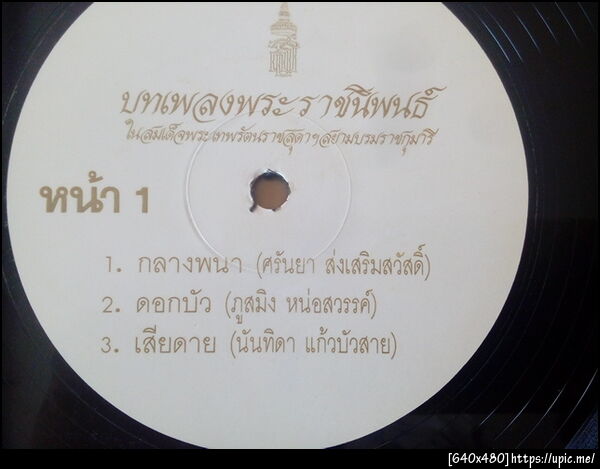 บทเพลงพระราชนิพนธ์
ในสมเด็จพระเทพรัตนราชสุดาฯสยามบรมราชกุมารี
หน้า 1
1. กลางพนา (ศรันยา ส่งเสริมสวัสดิ์)
2. ดอกบัว (ภูสมิง หน่อสวรรค์)
3. เสียดาย (นันทิดา แก้วบัวสาย)
[640x480]https://upic.me/